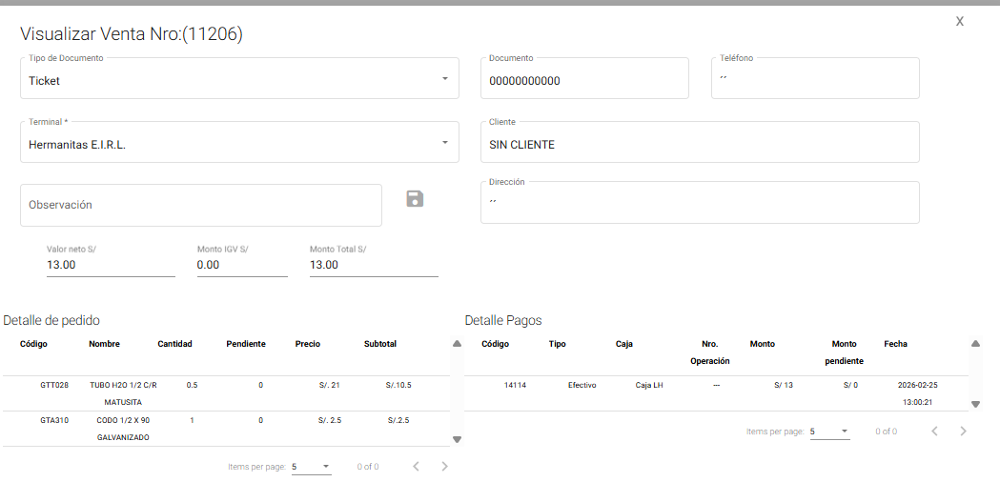 X
Visualizar Venta Nro:(11206)
Tipo de Documento
Ticket
Documento
00000000000
Teléfono
´´
Terminal *
Hermanitas E.I.R.L.
Cliente
SIN CLIENTE
Observación
Dirección
´´
Valor neto S/
13.00
Monto IGV S/
0.00
Monto Total S/
13.00
Detalle de pedido
Código Nombre Cantidad Pendiente Precio Subtotal
GTT028 TUBO H2O 1/2 C/R 0.5 0 S/. 21 S/.10.5
MATUSITA
GTA310 CODO 1/2 X 90 1 0 S/. 2.5 S/.2.5
GALVANIZADO
Items per page: 5 0 of 0
Detalle Pagos
Código Tipo Caja Nro. Monto Monto Fecha
Operación pendiente
14114 Efectivo Caja LH --- S/ 13 S/ 0 2026-02-25
13:00:21
Items per page: 5 0 of 0